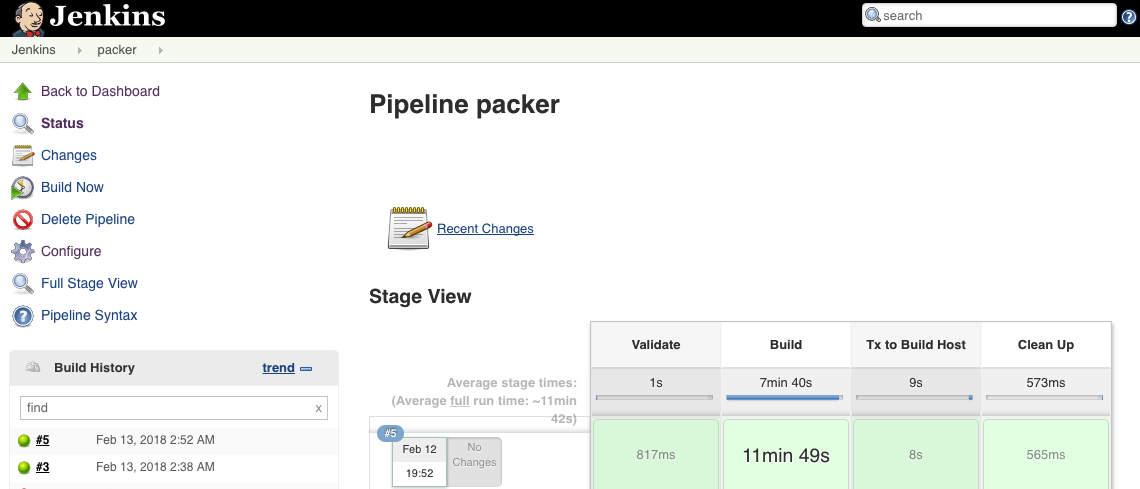 Jenkins
search
Jenkins
packer
Back to Dashboard
Status
Changes
Build Now
Delete Pipeline
Configure
Full Stage View
Pipeline Syntax
Build History
trend
find
x
#5 Feb 13, 2018 2:52 AM
#3 Feb 13, 2018 2:38 AM
Pipeline packer
Recent Changes
Stage View
Validate Build Tx to Build Host Clean Up
Average stage times:
(Average full run time: ~11min
42s)
1s 7min 40s 9s 573ms
#5
Feb 12
19:52
No
Changes
817ms 11min 49s 8s 565ms